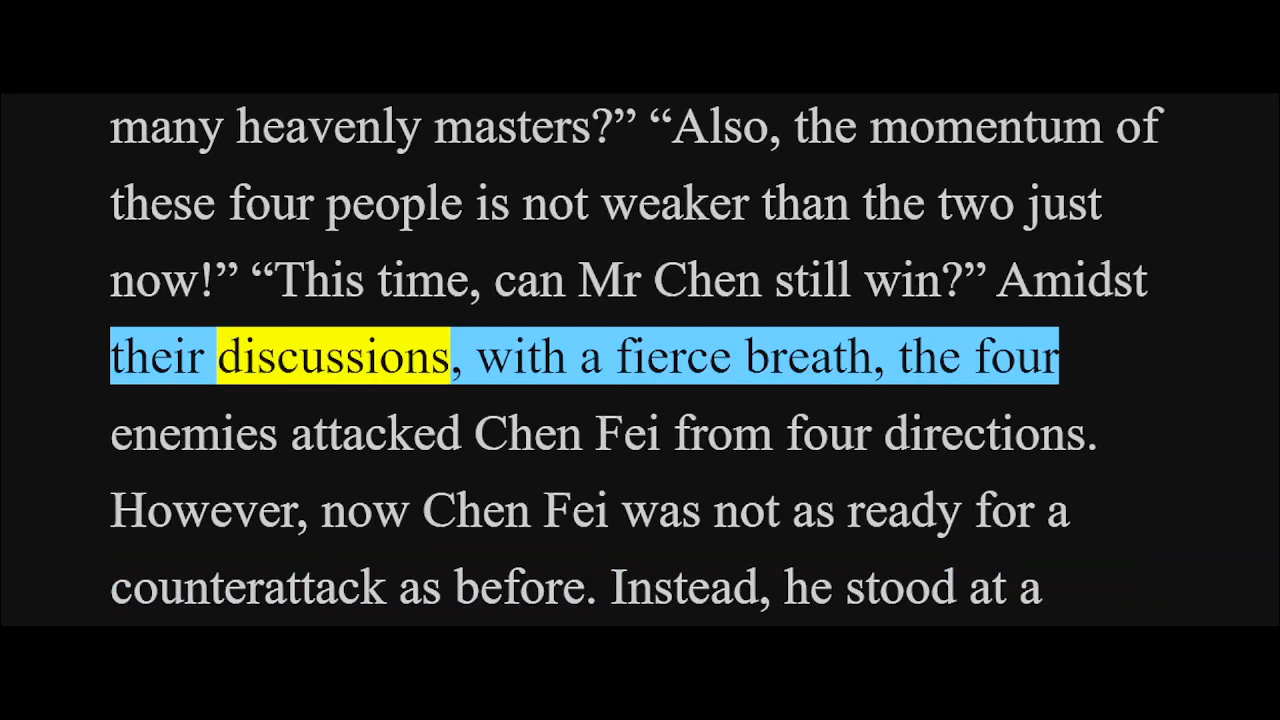 many heavenly masters?” “Also, the momentum of
these four people is not weaker than the two just
now!” “This time, can Mr Chen still win?” Amidst
their discussions, with a fierce breath, the four
enemies attacked Chen Fei from four directions.
However, now Chen Fei was not as ready for a
counterattack as before. Instead, he stood at a